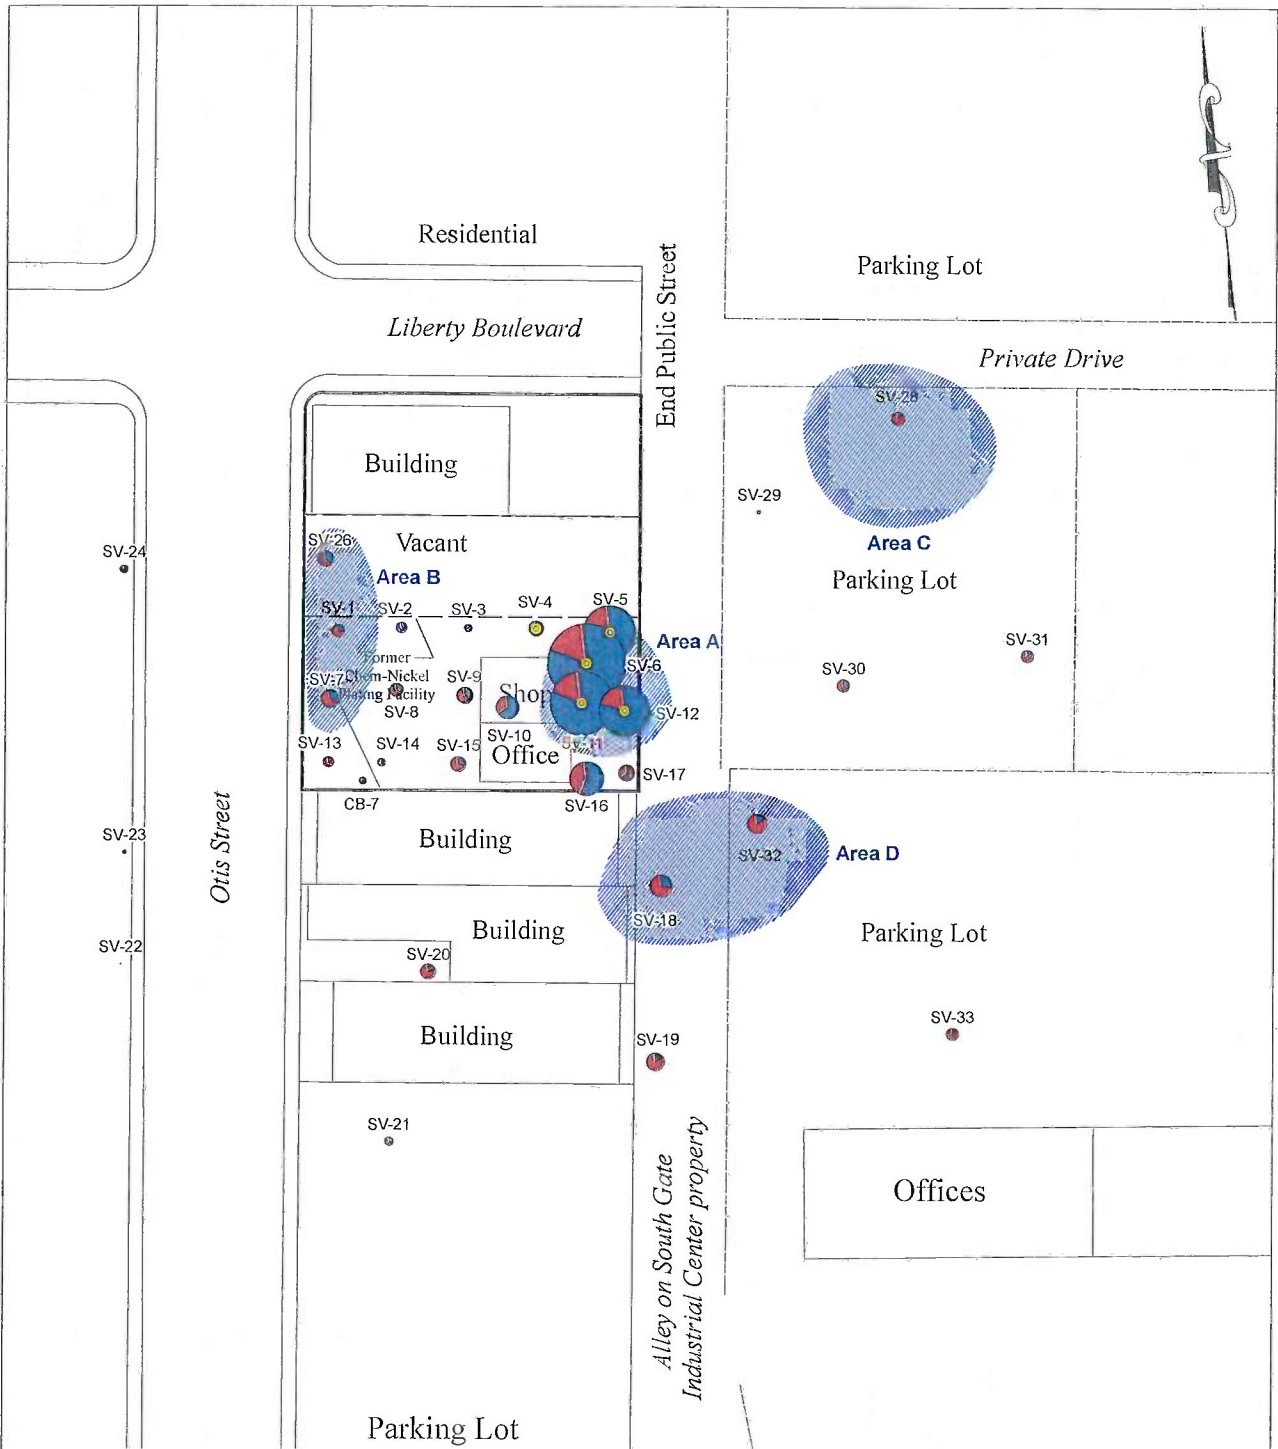 Residential
Parking Lot
Liberty Boulevard
End Public Street
Private Drive
SV-28
Building
SV-29
SV-26
Vacant
Area C
SV-24
Area B
Parking Lot
SV-1
SV-2
SV-3
SV-4
SV-5
Area A
SV-31
Former
Chem-Nickel
Plating Facility
SV-6
SV-30
SV-7
SV-9
Shop
SV-8
SV-12
SV-13
SV-14
SV-15
SV-10
SV-11
Office
SV-17
CB-7
SV-16
SV-23
Otis Street
Building
SV-32
Area D
SV-18
SV-22
Building
Parking Lot
SV-20
SV-33
Building
SV-19
SV-21
Alley on South Gate
Industrial Center property
Offices
Parking Lot